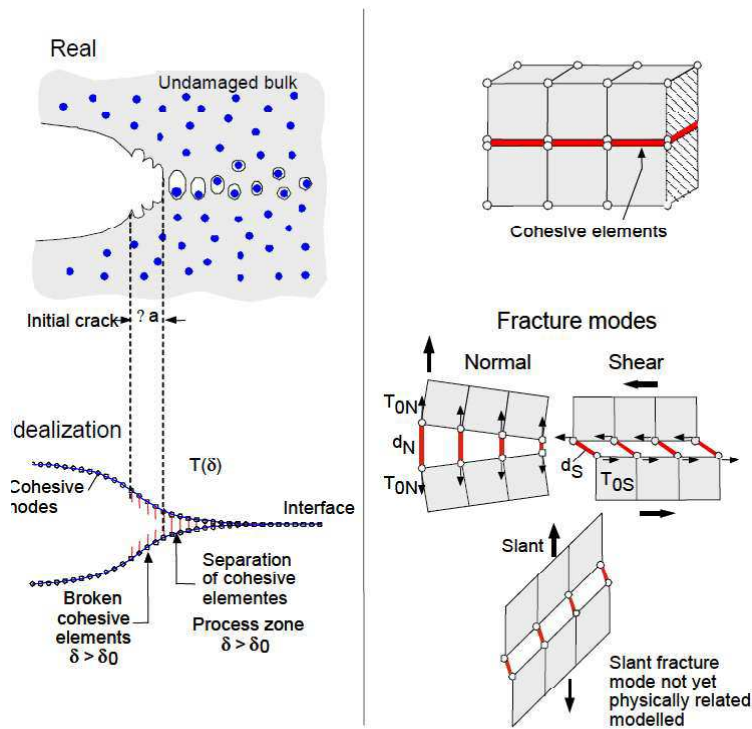 Real
Undamaged bulk
Initial crack
? a
dealization
T(δ)
Cohesive
nodes
Interface
Separation
of cohesive
elementes
Broken
cohesive
elements
δ > δ0
Process zone
δ > δ0
Cohesive elements
Fracture modes
Normal
Shear
T0N
dN
T0N
dS
T0S
Slant
Slant fracture
mode not yet
physically related
modelled